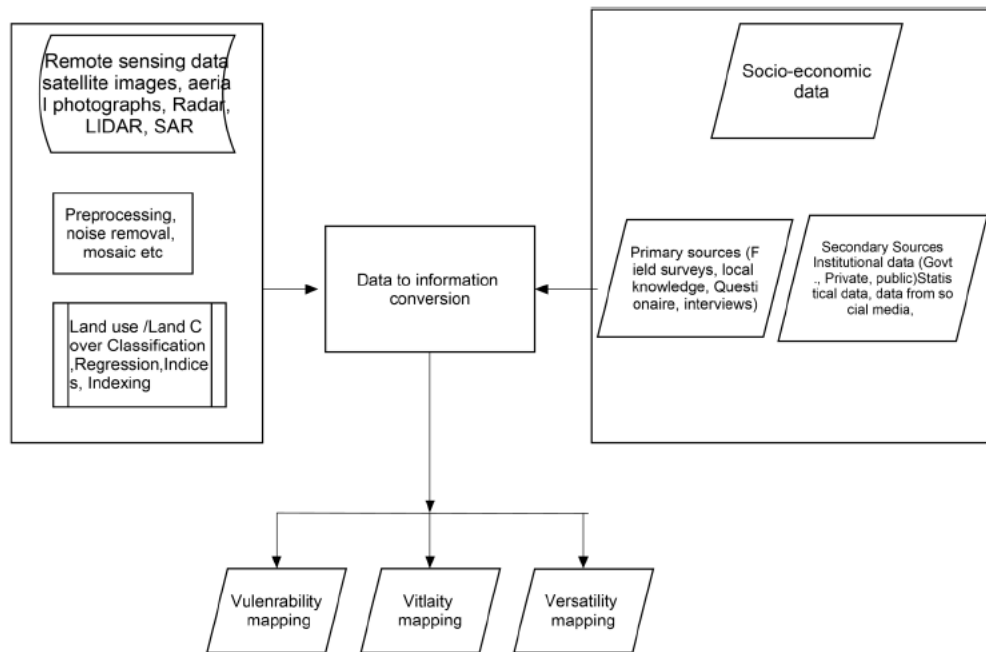 Remote sensing data
satellite images, aeria
l photographs, Radar,
LIDAR, SAR
Preprocessing,
noise removal,
mosaic etc
Land use /Land C
over Classification
,Regression,Indice
s, Indexing
Data to information
conversion
Socio-economic
data
Primary sources (F
ield surveys, local
knowledge, Questi
onaire, interviews)
Secondary Sources
Institutional data (Govt
., Private, public)Statis
tical data, data from so
cial media,
Vulenrability
mapping
Vitlaity
mapping
Versatility
mapping